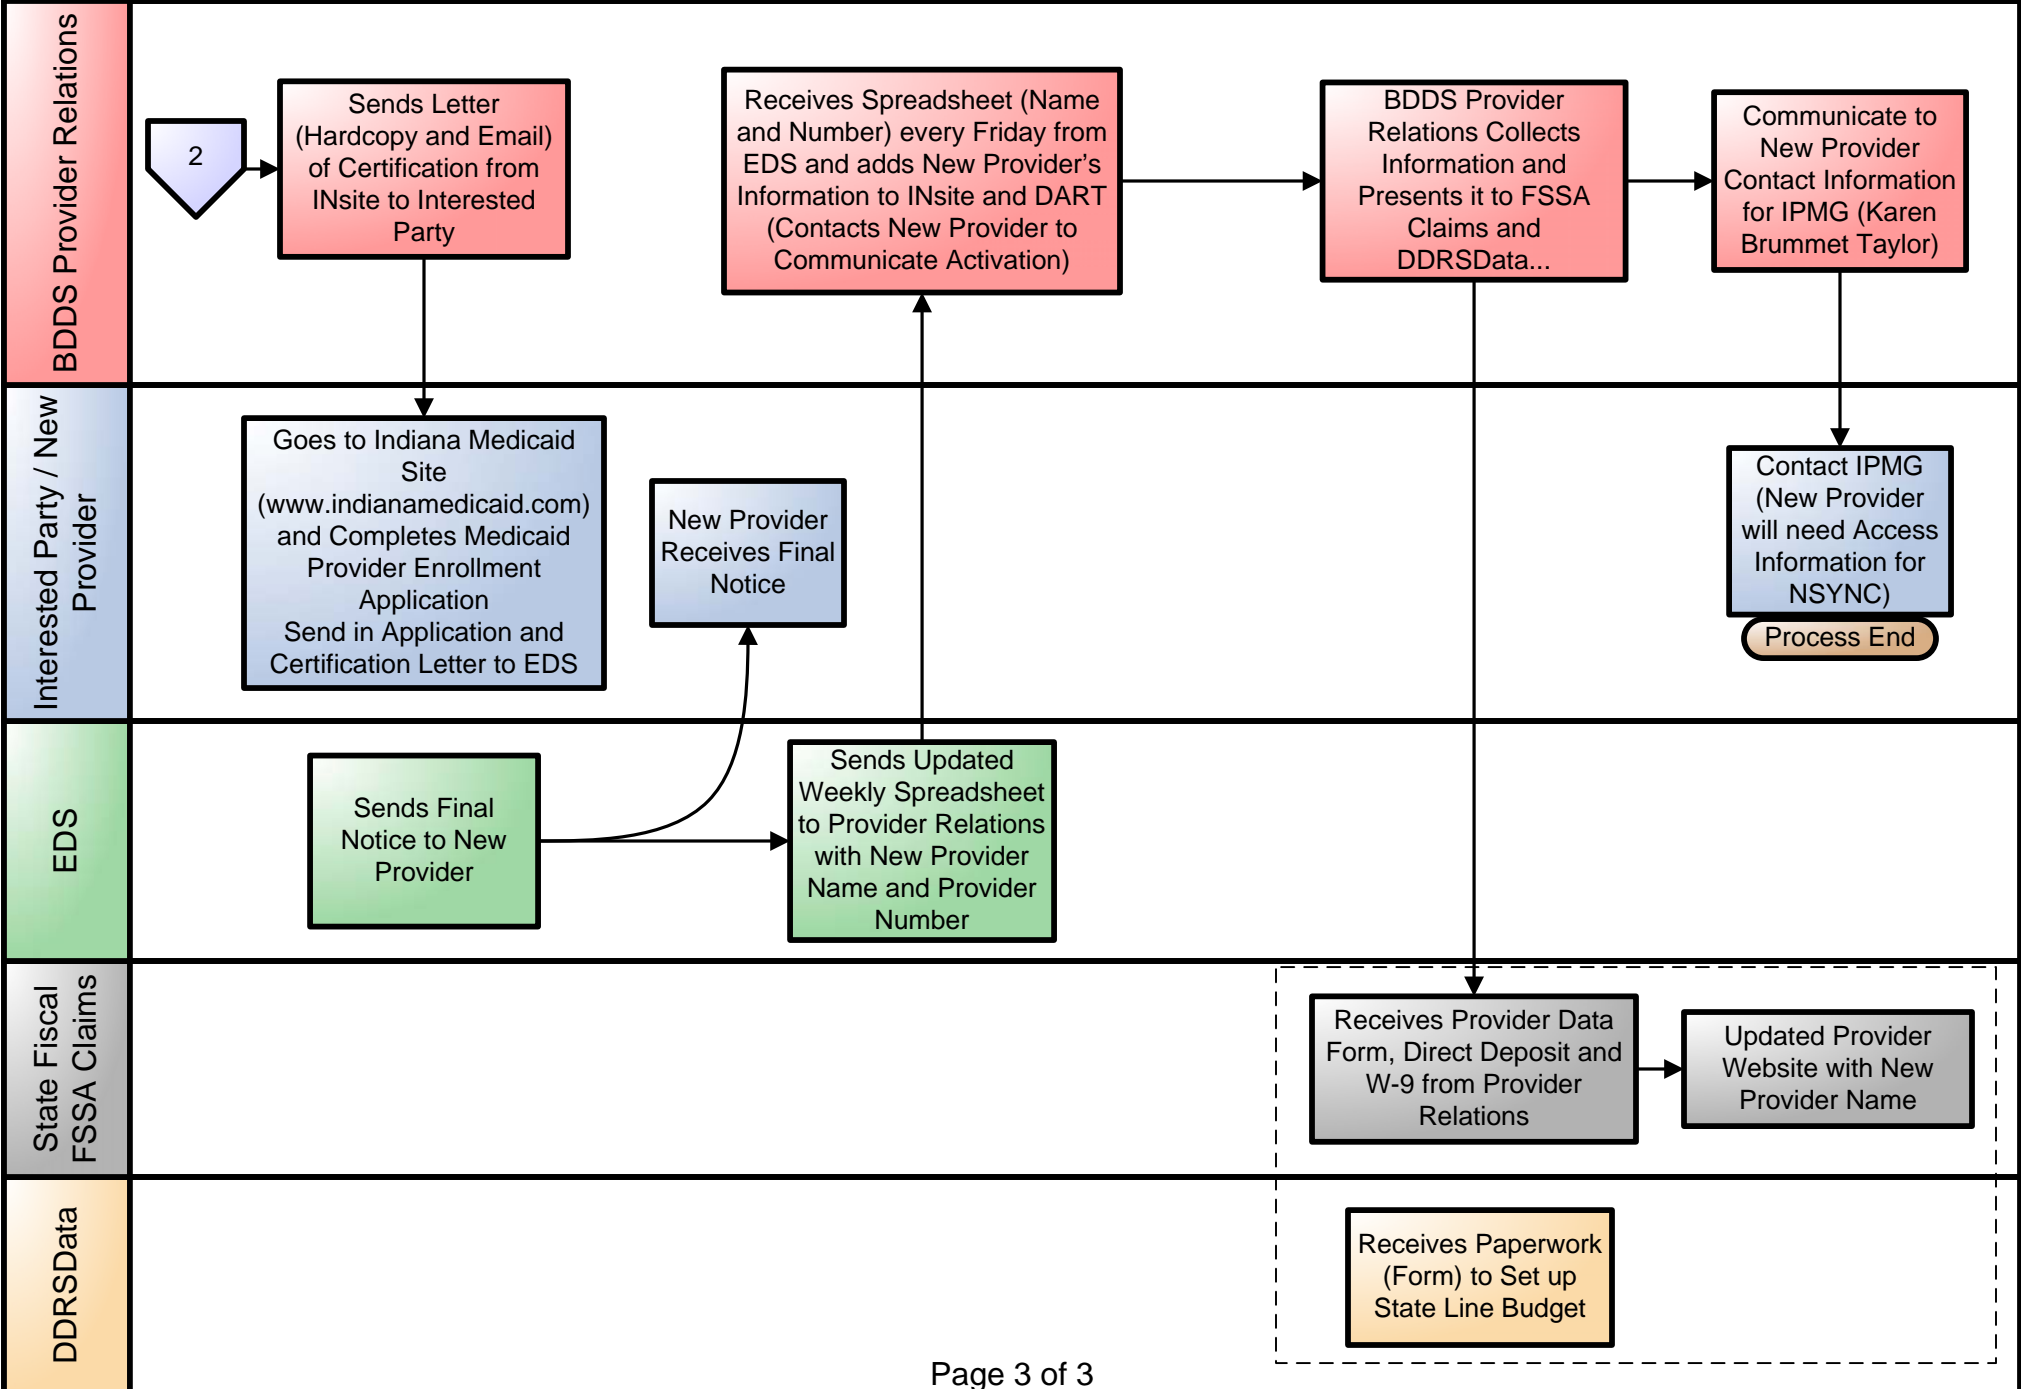 BDDS Provider Relations
2
Sends Letter
(Hardcopy and Email)
of Certification from
INsite to Interested
Party
Receives Spreadsheet (Name
and Number) every Friday from
EDS and adds New Provider's
Information to INsite and DART
(Contacts New Provider to
Communicate Activation)
BDDS Provider
Relations Collects
Information and
Presents it to FSSA
Claims and
DDRSData...
Communicate to
New Provider
Contact Information
for IPMG (Karen
Brummet Taylor)
Interested Party / New
Provider
Goes to Indiana Medicaid
Site
(www.indianamedicaid.com)
and Completes Medicaid
Provider Enrollment
Application
Send in Application and
Certification Letter to EDS
New Provider
Receives Final
Notice
Contact IPMG
(New Provider
will need Access
Information for
NSYNC)
Process End
EDS
Sends Final
Notice to New
Provider
Sends Updated
Weekly Spreadsheet
to Provider Relations
with New Provider
Name and Provider
Number
State Fiscal
FSSA Claims
Receives Provider Data
Form, Direct Deposit and
W-9 from Provider
Relations
Updated Provider
Website with New
Provider Name
DDRSData
Receives Paperwork
(Form) to Set up
State Line Budget
Page 3 of 3